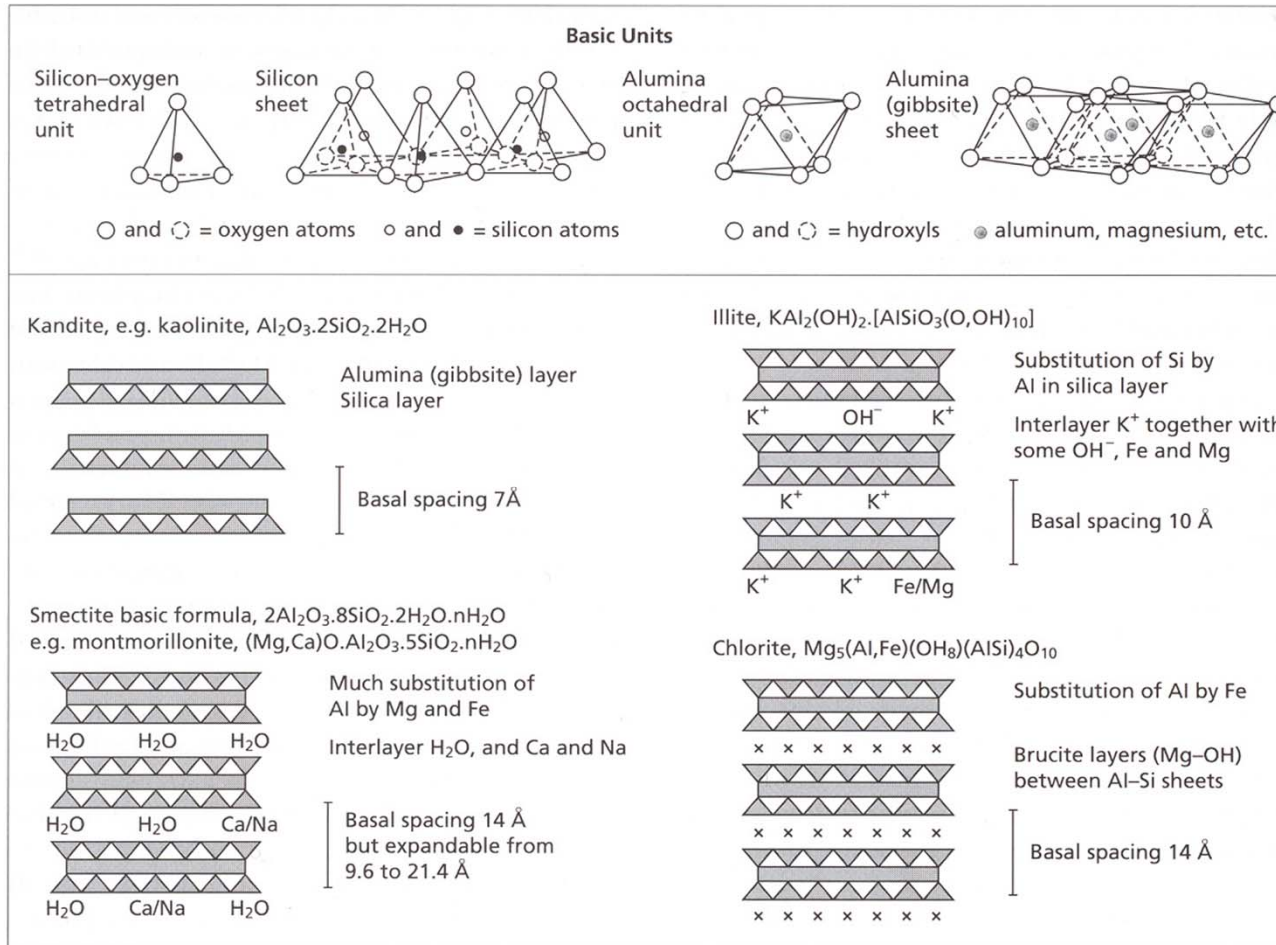 Basic Units
Silicon–oxygen
tetrahedral
unit
Silicon
sheet
Alumina
octahedral
unit
Alumina
(gibbsite)
sheet
○ and ◌ = oxygen atoms ○ and ● = silicon atoms
○ and ◌ = hydroxyls ● aluminum, magnesium, etc.
Kandite, e.g. kaolinite, Al₂O₃.2SiO₂.2H₂O
Alumina (gibbsite) layer
Silica layer
Basal spacing 7Å
Illite, KAl₂(OH)₂.[AlSiO₃(O,OH)₁₀]
Substitution of Si by
Al in silica layer
K⁺ OH⁻ K⁺
Interlayer K⁺ together with
some OH⁻, Fe and Mg
K⁺ K⁺
Basal spacing 10 Å
K⁺ K⁺ Fe/Mg
Smectite basic formula, 2Al₂O₃.8SiO₂.2H₂O.nH₂O
e.g. montmorillonite, (Mg,Ca)O.Al₂O₃.5SiO₂.nH₂O
Much substitution of
Al by Mg and Fe
H₂O H₂O H₂O
Interlayer H₂O, and Ca and Na
H₂O H₂O Ca/Na
Basal spacing 14 Å
but expandable from
9.6 to 21.4 Å
H₂O Ca/Na H₂O
Chlorite, Mg₅(Al,Fe)(OH₈)(AlSi)₄O₁₀
Substitution of Al by Fe
× × × × × × ×
Brucite layers (Mg–OH)
between Al–Si sheets
× × × × × × ×
Basal spacing 14 Å
× × × × × × ×